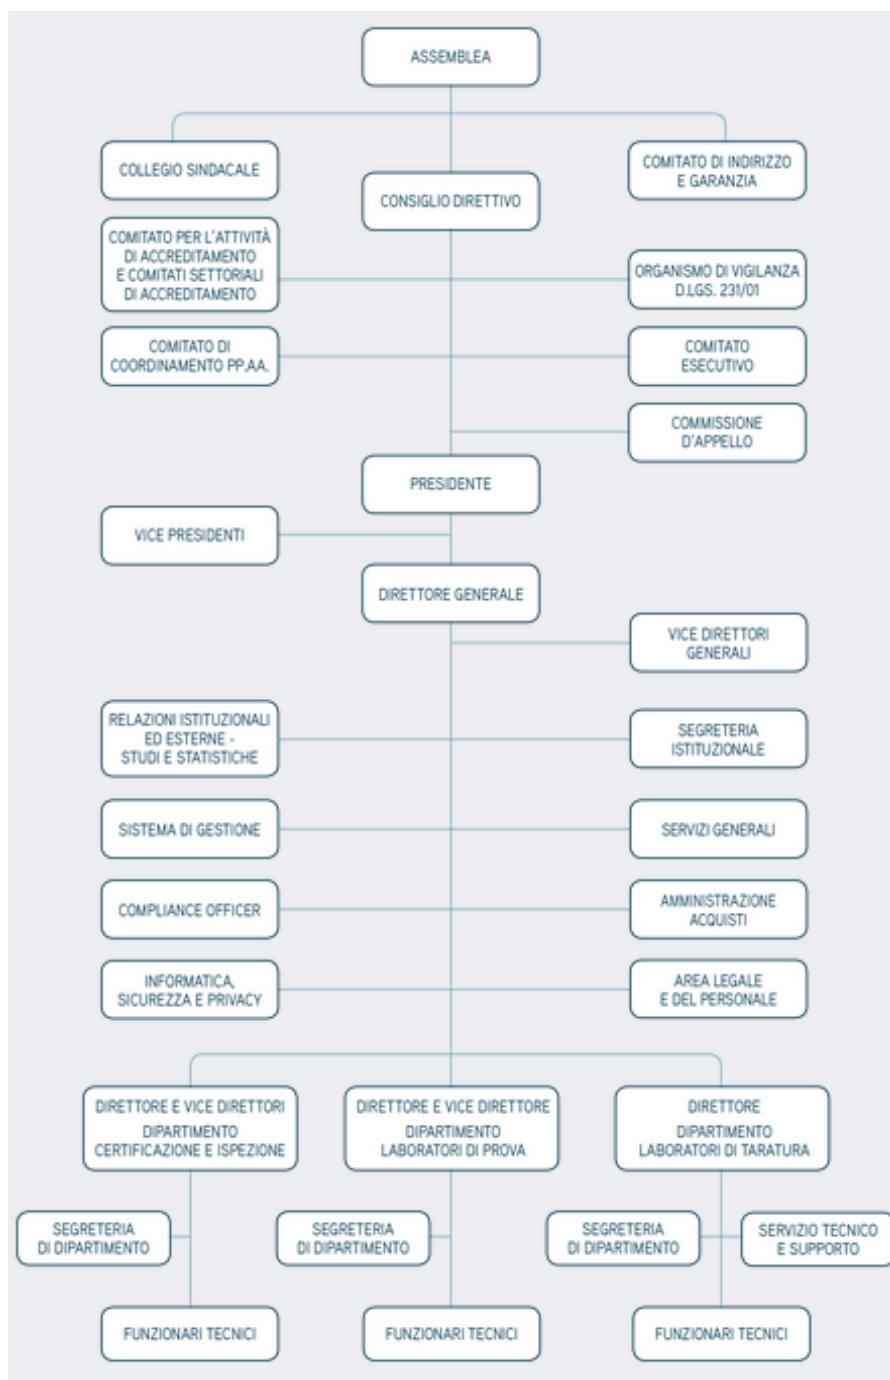 ASSEMBLEA
COLLEGIO SINDACALE
COMITATO DI INDIRIZZO
E GARANZIA
CONSIGLIO DIRETTIVO
COMITATO PER L'ATTIVITÀ
DI ACCREDITAMENTO
E COMITATI SETTORIALI
DI ACCREDITAMENTO
ORGANISMO DI VIGILANZA
D.LGS. 231/01
COMITATO DI
COORDINAMENTO PP.AA.
COMITATO
ESECUTIVO
COMMISSIONE
D'APPELLO
PRESIDENTE
VICE PRESIDENTI
DIRETTORE GENERALE
VICE DIRETTORI
GENERALI
RELAZIONI ISTITUZIONALI
ED ESTERNE -
STUDI E STATISTICHE
SEGRETERIA
ISTITUZIONALE
SISTEMA DI GESTIONE
SERVIZI GENERALI
COMPLIANCE OFFICER
AMMINISTRAZIONE
ACQUISTI
INFORMATICA,
SICUREZZA E PRIVACY
AREA LEGALE
E DEL PERSONALE
DIRETTORE E VICE DIRETTORI
DIPARTIMENTO
CERTIFICAZIONE E ISPEZIONE
DIRETTORE E VICE DIRETTORE
DIPARTIMENTO
LABORATORI DI PROVA
DIRETTORE
DIPARTIMENTO
LABORATORI DI TARATURA
SEGRETERIA
DI DIPARTIMENTO
SEGRETERIA
DI DIPARTIMENTO
SEGRETERIA
DI DIPARTIMENTO
SERVIZIO TECNICO
E SUPPORTO
FUNZIONARI TECNICI
FUNZIONARI TECNICI
FUNZIONARI TECNICI